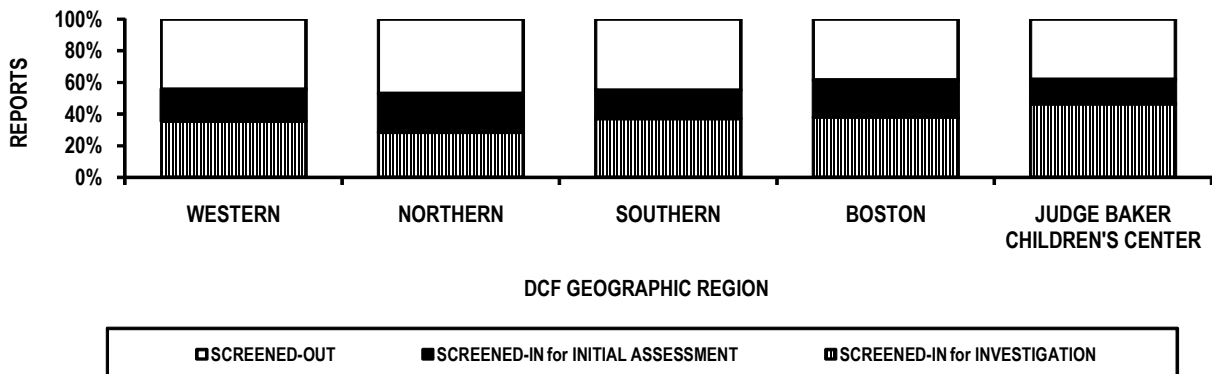 100%
80%
60%
40%
20%
0%
REPORTS
WESTERN
NORTHERN
SOUTHERN
BOSTON
JUDGE BAKER
CHILDREN'S CENTER
DCF GEOGRAPHIC REGION
SCREENED-OUT
SCREENED-IN for INITIAL ASSESSMENT
SCREENED-IN for INVESTIGATION